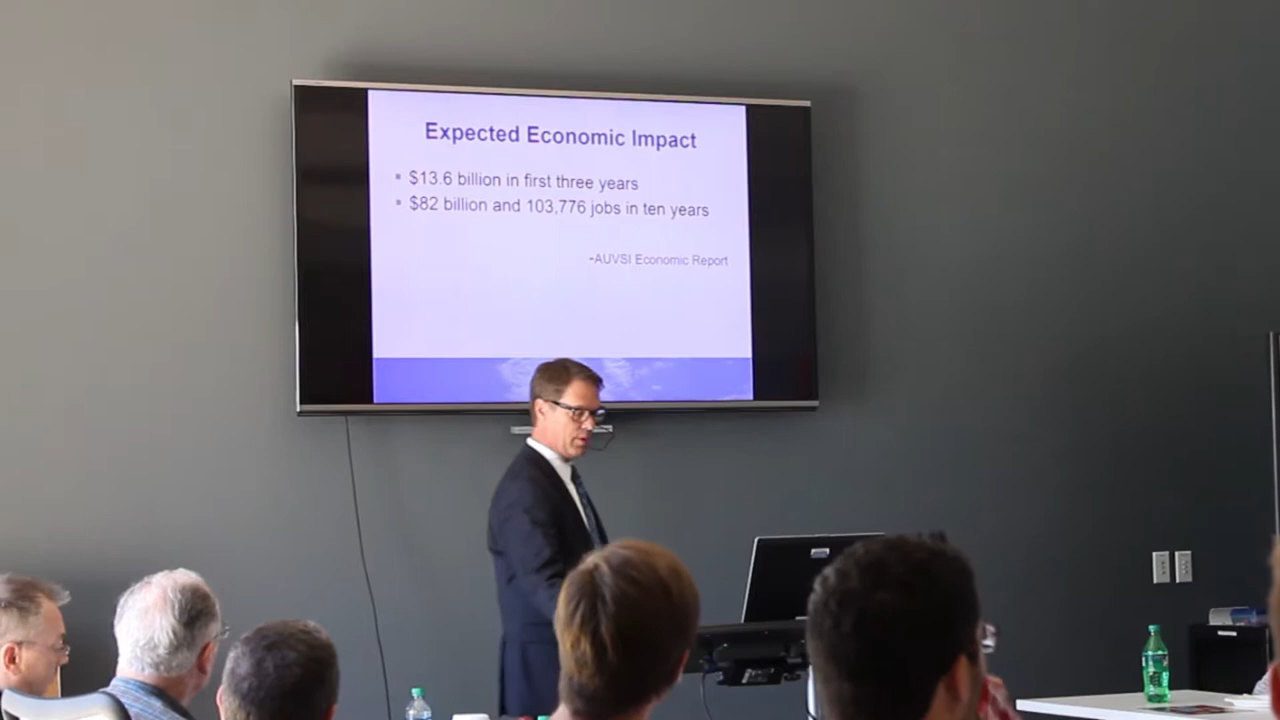 Expected Economic Impact
$13.6 billion in first three years
$82 billion and 103,776 jobs in ten years
-AUVSI Economic Report